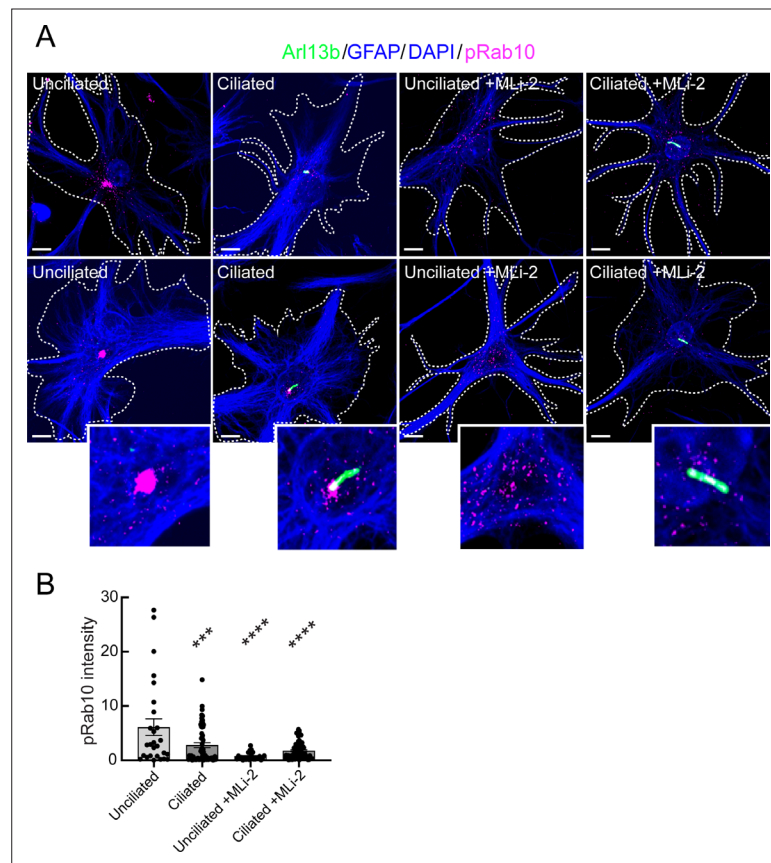 A
Arl13b/GFAP/DAPI/pRab10
Unciliated
Ciliated
Unciliated +MLi-2
Ciliated +MLi-2
Unciliated
Ciliated
Unciliated +MLi-2
Ciliated +MLi-2
B
pRab10 intensity
30
20
10
0
***
****
****
Unciliated
Ciliated
Unciliated +MLi-2
Ciliated +MLi-2